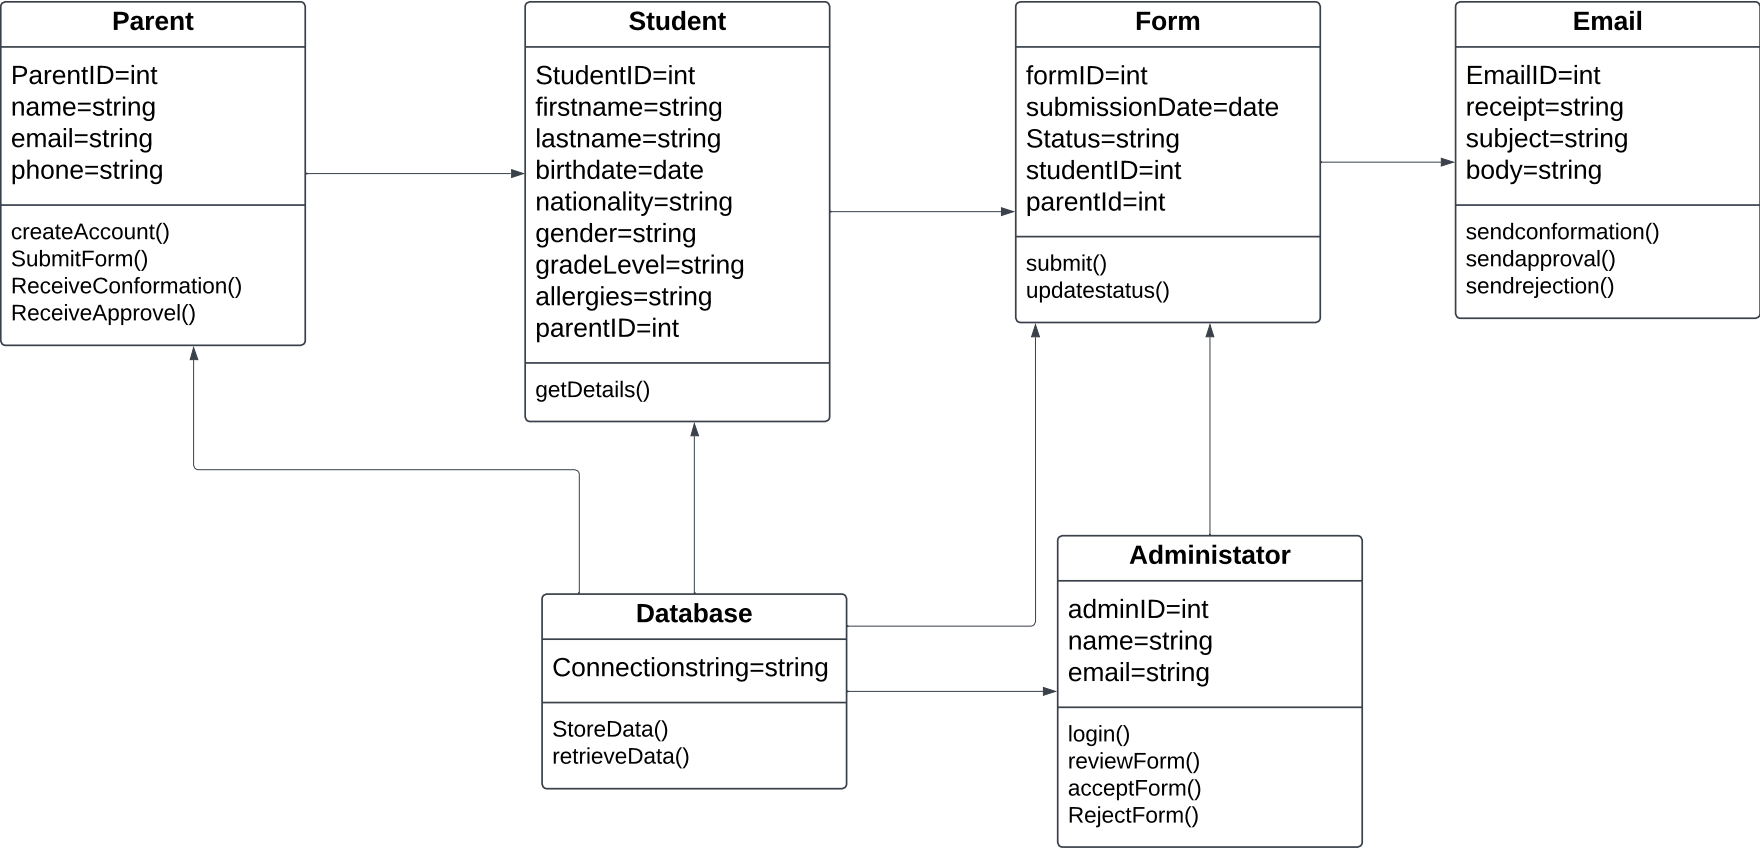 Parent
ParentID=int
name=string
email=string
phone=string
createAccount()
SubmitForm()
ReceiveConformation()
ReceiveApprovel()
Student
StudentID=int
firstname=string
lastname=string
birthdate=date
nationality=string
gender=string
gradeLevel=string
allergies=string
parentID=int
getDetails()
Form
formID=int
submissionDate=date
Status=string
studentID=int
parentId=int
submit()
updatestatus()
Email
EmailID=int
receipt=string
subject=string
body=string
sendconformation()
sendapproval()
sendrejection()
Database
Connectionstring=string
StoreData()
retrieveData()
Administator
adminID=int
name=string
email=string
login()
reviewForm()
acceptForm()
RejectForm()